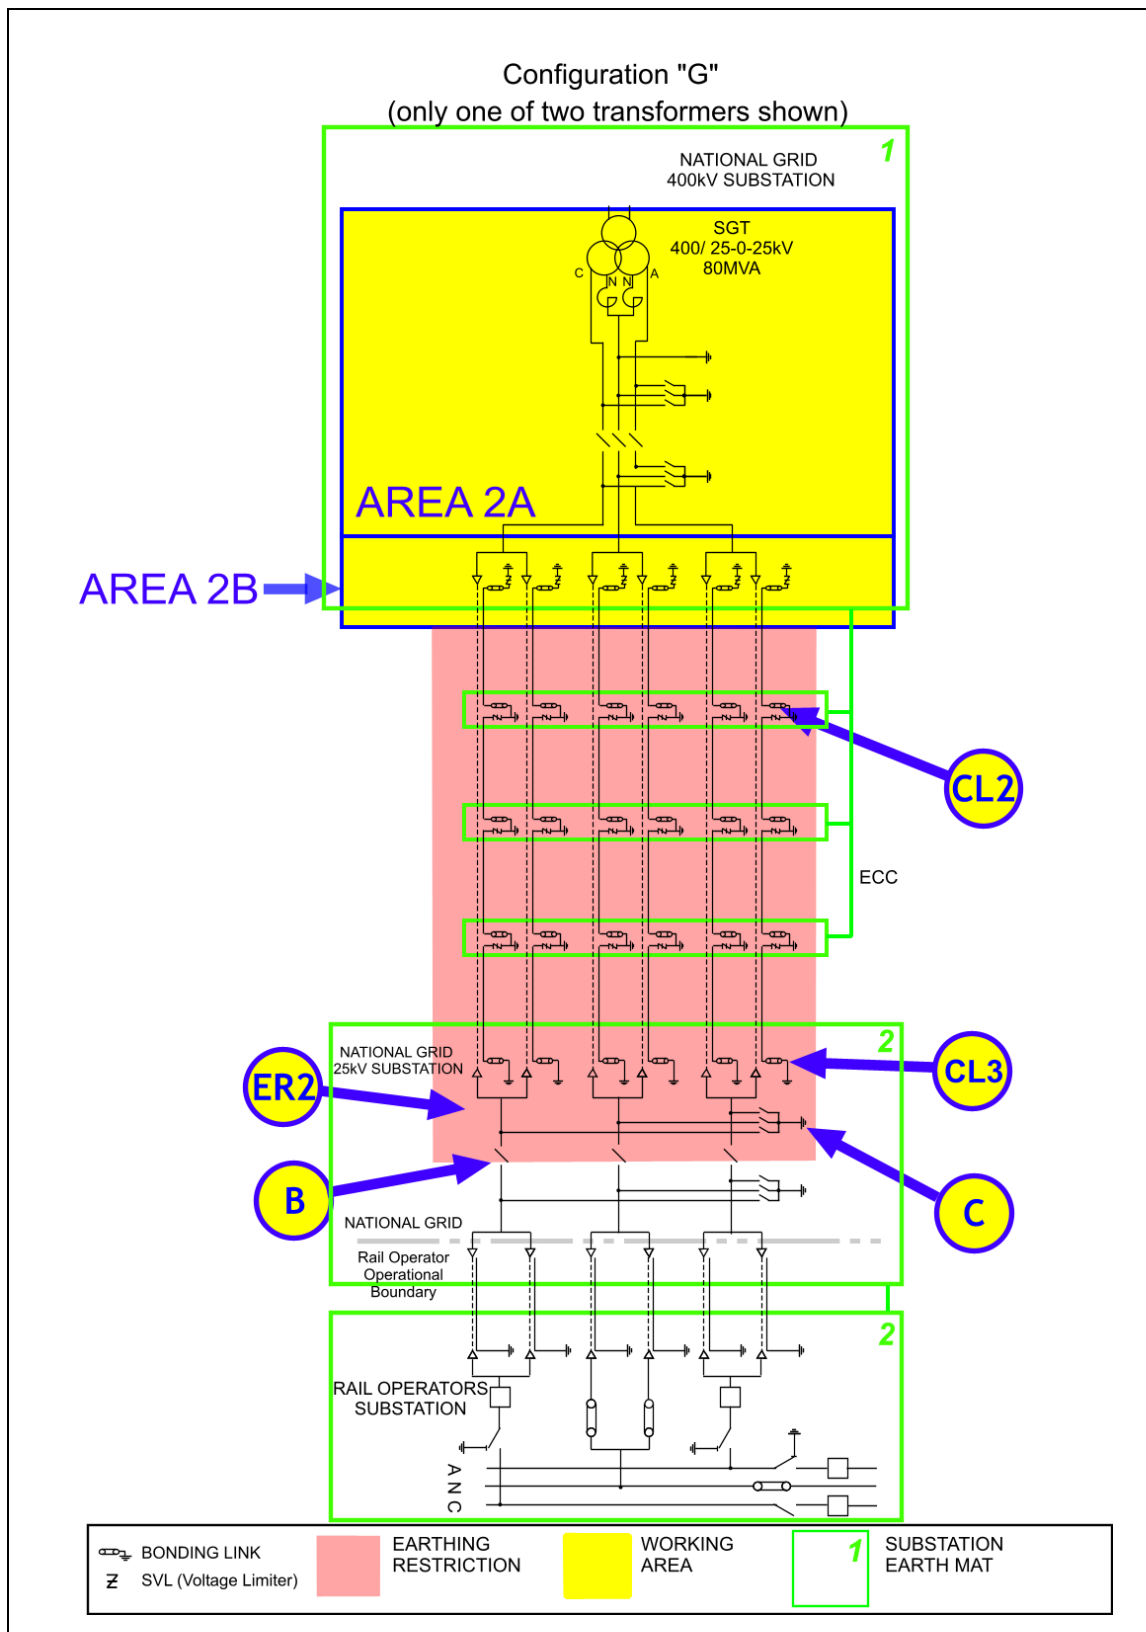 Configuration "G"
(only one of two transformers shown)
1
NATIONAL GRID
400kV SUBSTATION
SGT
400/ 25-0-25kV
80MVA
C
N
N
A
AREA 2A
AREA 2B
CL2
ECC
2
NATIONAL GRID
25kV SUBSTATION
ER2
CL3
B
C
NATIONAL GRID
Rail Operator
Operational
Boundary
2
RAIL OPERATORS
SUBSTATION
A
N
C
BONDING LINK
SVL (Voltage Limiter)
EARTHING
RESTRICTION
WORKING
AREA
1
SUBSTATION
EARTH MAT